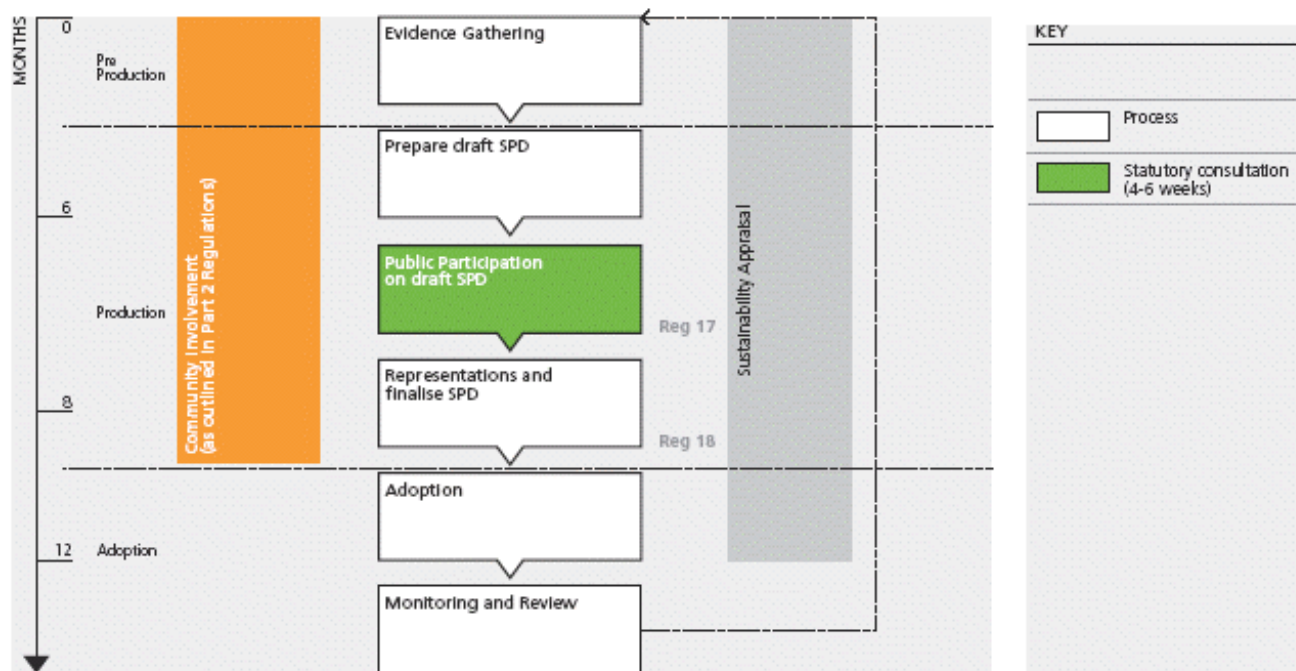 MONTHS
0
Pre
Production
Evidence Gathering
Prepare draft SPD
6
Community Involvement
(as outlined in Part 2 Regulations)
Public Participation
on draft SPD
Production
Reg 17
Sustainability Appraisal
Representations and
finalise SPD
8
Reg 18
Adoption
12
Adoption
Monitoring and Review
KEY
Process
Statutory consultation
(4-6 weeks)